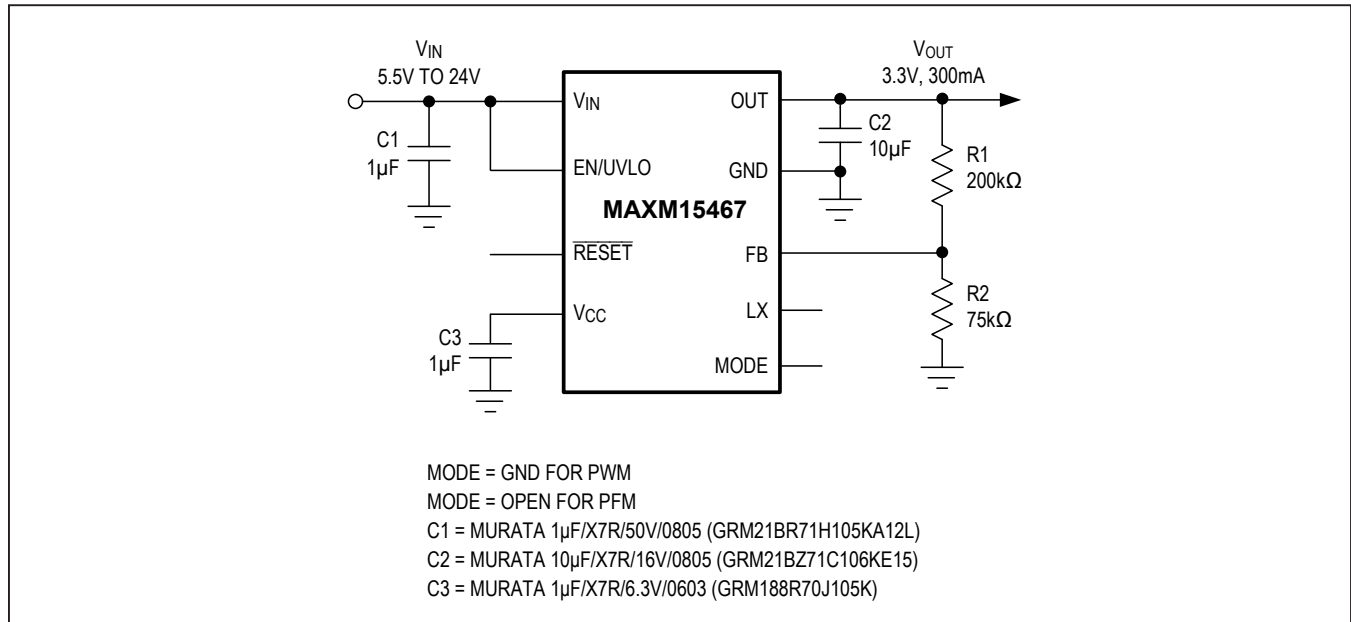 VIN
5.5V TO 24V
VOUT
3.3V, 300mA
C1
1µF
VIN
EN/UVLO
RESET
VCC
C3
1µF
MAXM15467
OUT
GND
FB
LX
MODE
C2
10µF
R1
200kΩ
R2
75kΩ
MODE = GND FOR PWM
MODE = OPEN FOR PFM
C1 = MURATA 1µF/X7R/50V/0805 (GRM21BR71H105KA12L)
C2 = MURATA 10µF/X7R/16V/0805 (GRM21BZ71C106KE15)
C3 = MURATA 1µF/X7R/6.3V/0603 (GRM188R70J105K)